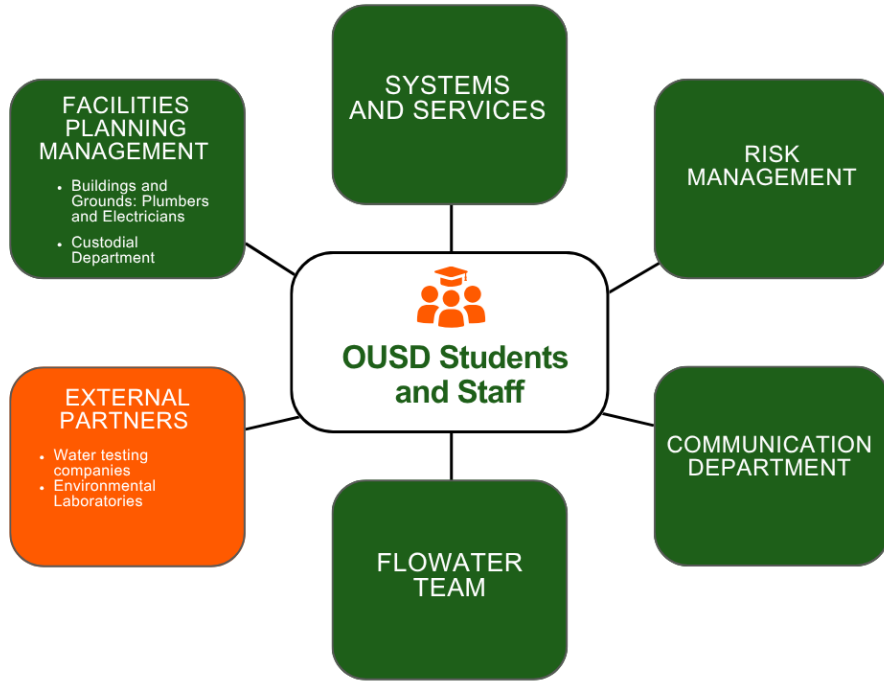 SYSTEMS
AND SERVICES
FACILITIES
PLANNING
MANAGEMENT
• Buildings and
Grounds: Plumbers
and Electricians
• Custodial
Department
RISK
MANAGEMENT
OUSD Students
and Staff
EXTERNAL
PARTNERS
• Water testing
companies
• Environmental
Laboratories
COMMUNICATION
DEPARTMENT
FLOWATER
TEAM